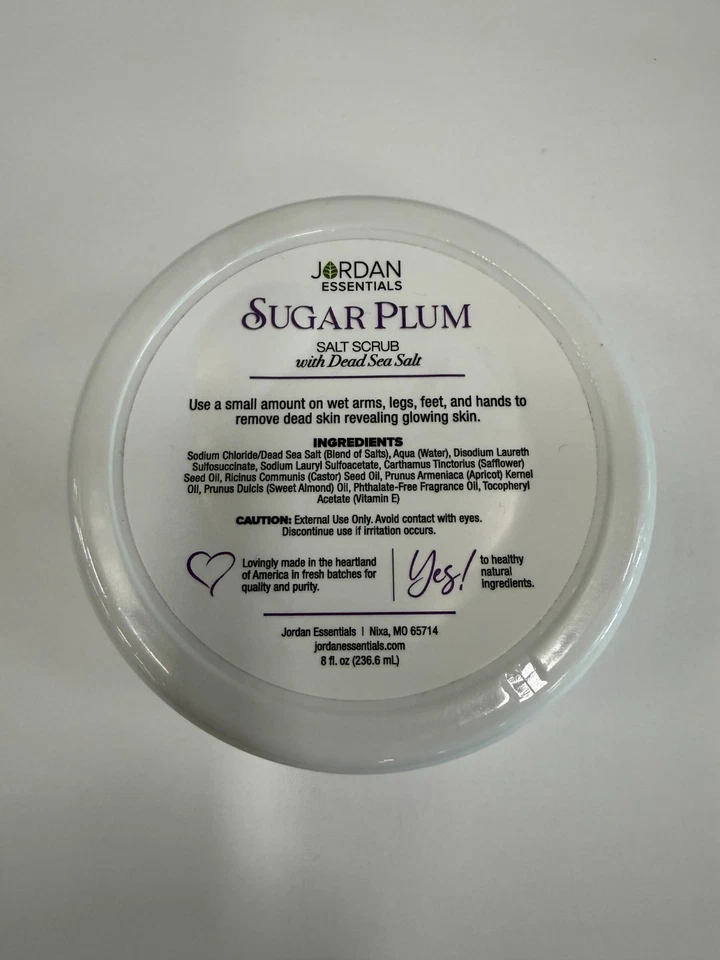 JORDAN
ESSENTIALS
SUGAR PLUM
SALT SCRUB
with Dead Sea Salt
Use a small amount on wet arms, legs, feet, and hands to
remove dead skin revealing glowing skin.
INGREDIENTS
Sodium Chloride/Dead Sea Salt (Blend of Salts), Aqua (Water), Disodium Laureth
Sulfosuccinate, Sodium Lauryl Sulfoacetate, Carthamus Tinctorius (Safflower)
Seed Oil, Ricinus Communis (Castor) Seed Oil, Prunus Armeniaca (Apricot) Kernel
Oil, Prunus Dulcis (Sweet Almond) Oil, Phthalate-Free Fragrance Oil, Tocopheryl
Acetate (Vitamin E)
CAUTION: External Use Only. Avoid contact with eyes.
Discontinue use if irritation occurs.
Lovingly made in the heartland
of America in fresh batches for
quality and purity.
Yes!
to healthy
natural
ingredients.
Jordan Essentials | Nixa, MO 65714
jordanessentials.com
8 fl. oz (236.6 mL)